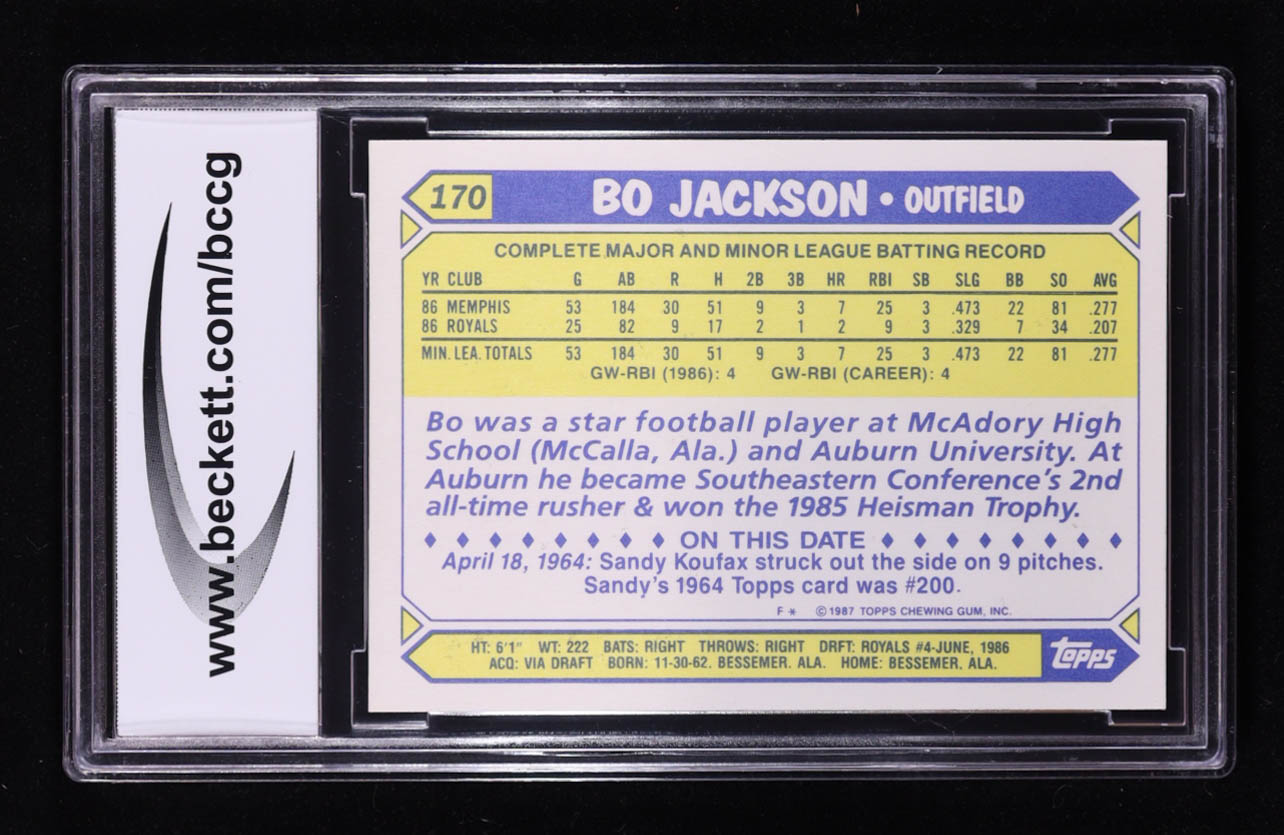 www.beckett.com/bccg
170 BO JACKSON • OUTFIELD
COMPLETE MAJOR AND MINOR LEAGUE BATTING RECORD
YR CLUB G AB R H 2B 3B HR RBI SB SLG BB SO AVG
86 MEMPHIS 53 184 30 51 9 3 7 25 3 .473 22 81 .277
86 ROYALS 25 82 9 17 2 1 2 9 3 .329 7 34 .207
MIN. LEA. TOTALS 53 184 30 51 9 3 7 25 3 .473 22 81 .277
GW-RBI (1986): 4 GW-RBI (CAREER): 4
Bo was a star football player at McAdory High
School (McCalla, Ala.) and Auburn University. At
Auburn he became Southeastern Conference's 2nd
all-time rusher & won the 1985 Heisman Trophy.
♦ ♦ ♦ ♦ ♦ ♦ ♦ ♦ ON THIS DATE ♦ ♦ ♦ ♦ ♦ ♦ ♦ ♦
April 18, 1964: Sandy Koufax struck out the side on 9 pitches.
Sandy's 1964 Topps card was #200.
F * ©1987 TOPPS CHEWING GUM, INC.
HT: 6'1" WT: 222 BATS: RIGHT THROWS: RIGHT DRFT: ROYALS #4-JUNE, 1986
ACQ: VIA DRAFT BORN: 11-30-62. BESSEMER. ALA. HOME: BESSEMER. ALA.
topps